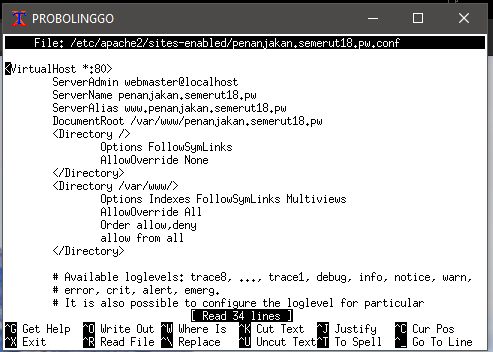 PROBOLINGGO
File: /etc/apache2/sites-enabled/penanjakan.semerut18.pw.conf
<VirtualHost *:80>
ServerAdmin webmaster@localhost
ServerName penanjakan.semerut18.pw
ServerAlias www.penanjakan.semerut18.pw
DocumentRoot /var/www/penanjakan.semerut18.pw
<Directory />
Options FollowSymLinks
AllowOverride None
</Directory>
<Directory /var/www/>
Options Indexes FollowSymLinks Multiviews
AllowOverride All
Order allow,deny
allow from all
</Directory>
# Available loglevels: trace8, ..., trace1, debug, info, notice, warn,
# error, crit, alert, emerg.
# It is also possible to configure the loglevel for particular
[ Read 34 lines ]
^G Get Help ^O Write Out ^W Where Is ^K Cut Text ^J Justify ^C Cur Pos
^X Exit ^R Read File ^\ Replace ^U Uncut Text ^T To Spell ^_ Go To Line